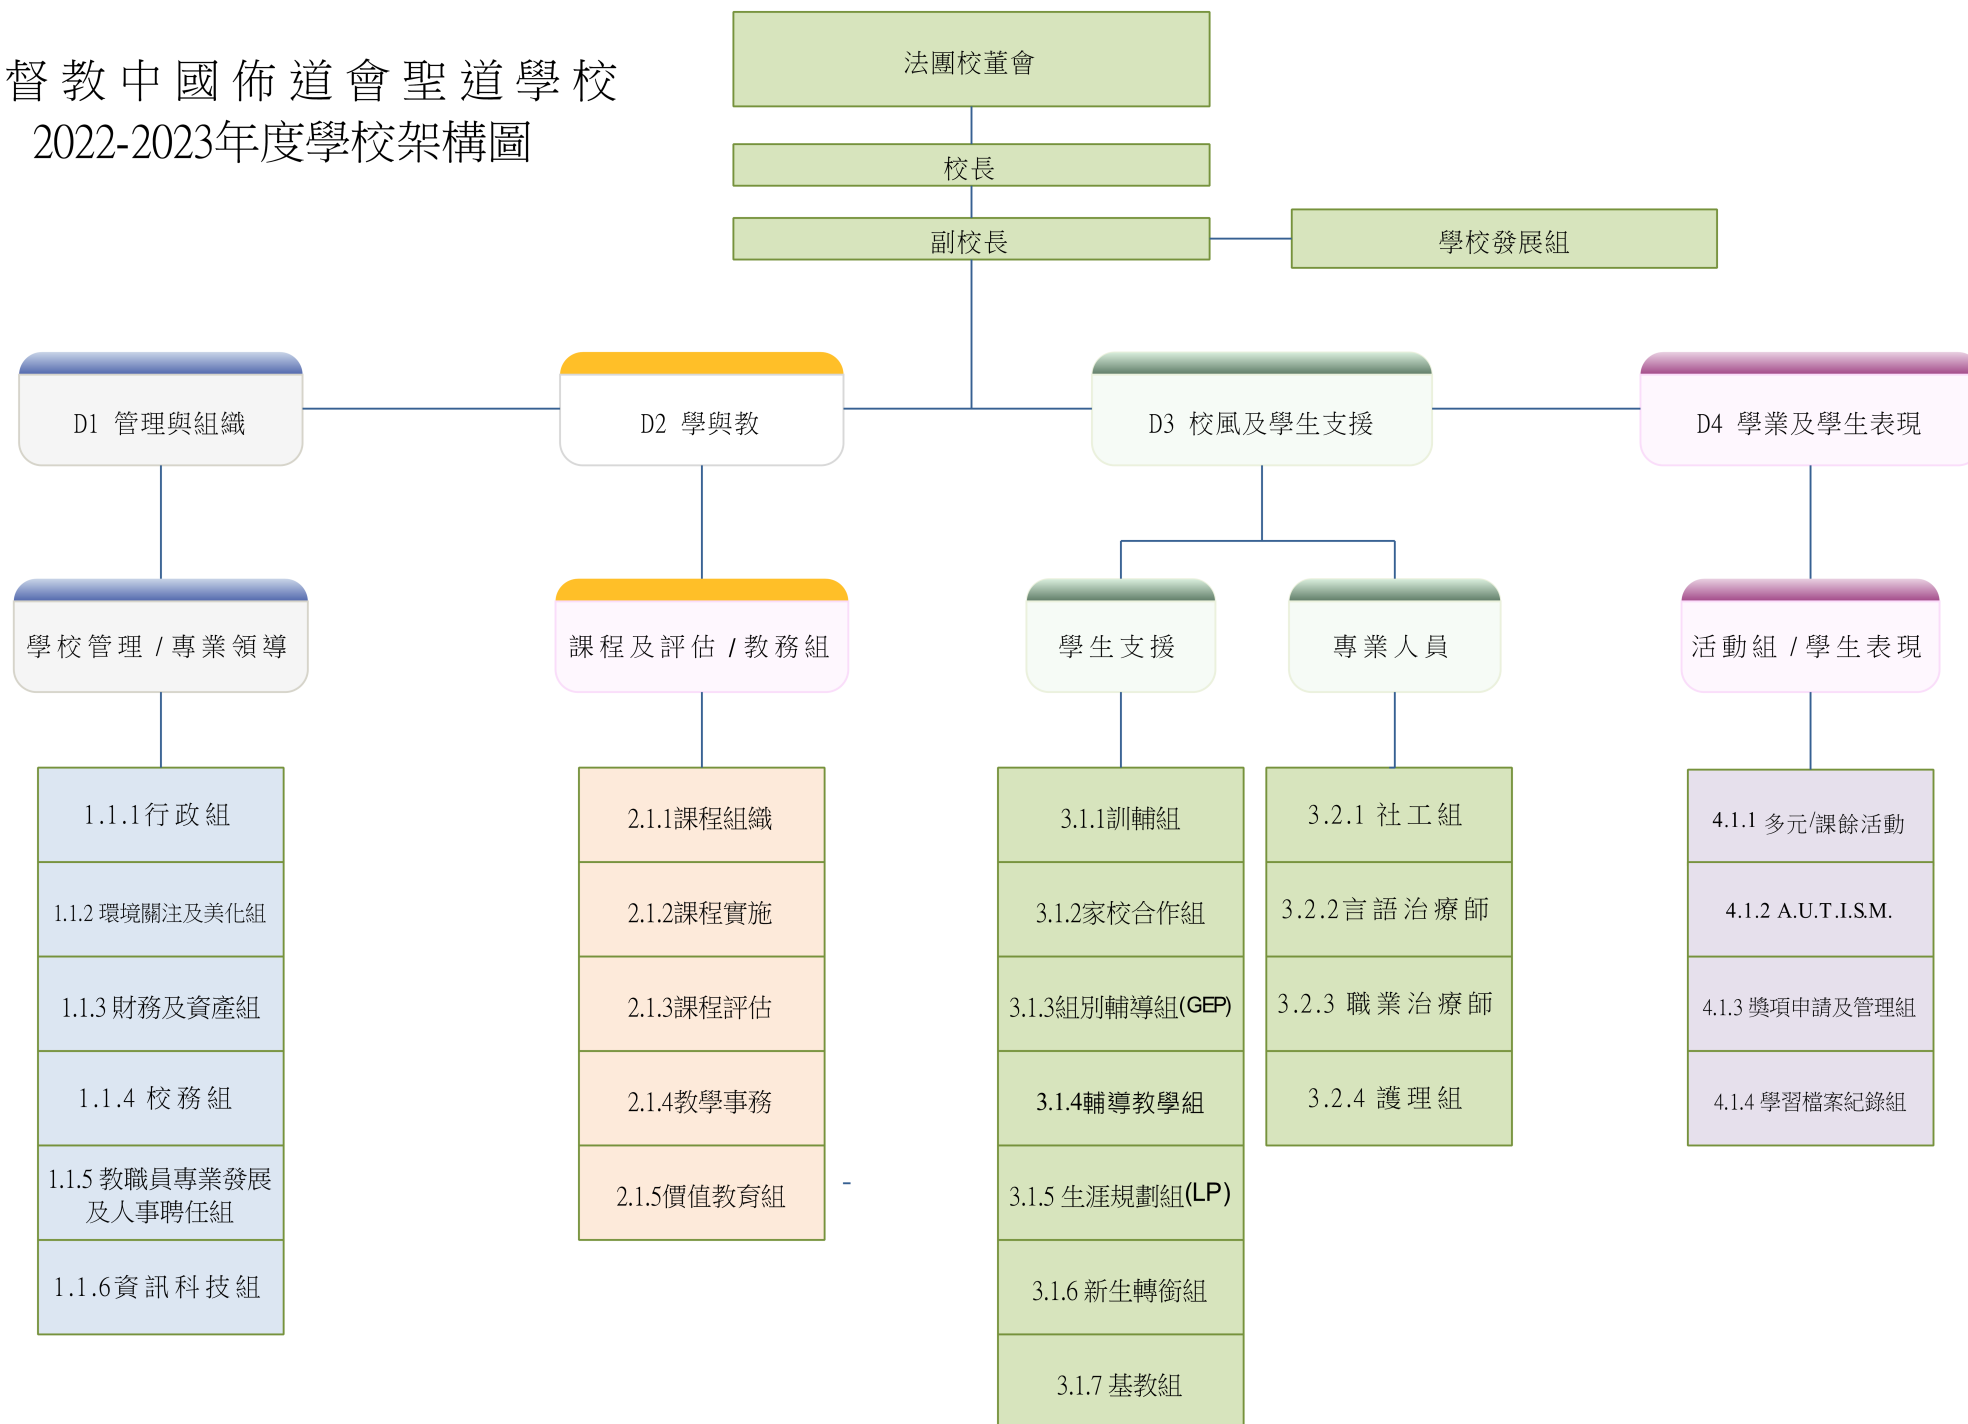 督教中國佈道會聖道學校
2022-2023年度學校架構圖
法團校董會
校長
副校長
學校發展組
D1 管理與組織
D2 學與教
D3 校風及學生支援
D4 學業及學生表現
學校管理 / 專業領導
課程及評估 / 教務組
學生支援
專業人員
活動組 / 學生表現
1.1.1行政組
1.1.2 環境關注及美化組
1.1.3 財務及資產組
1.1.4 校務組
1.1.5 教職員專業發展
及人事聘任組
1.1.6資訊科技組
2.1.1課程組織
2.1.2課程實施
2.1.3課程評估
2.1.4教學事務
2.1.5價值教育組
3.1.1訓輔組
3.1.2家校合作組
3.1.3組別輔導組(GEP)
3.1.4輔導教學組
3.1.5 生涯規劃組(LP)
3.1.6 新生轉銜組
3.1.7 基教組
3.2.1 社工組
3.2.2言語治療師
3.2.3 職業治療師
3.2.4 護理組
4.1.1 多元/課餘活動
4.1.2 A.U.T.I.S.M.
4.1.3 獎項申請及管理組
4.1.4 學習檔案紀錄組